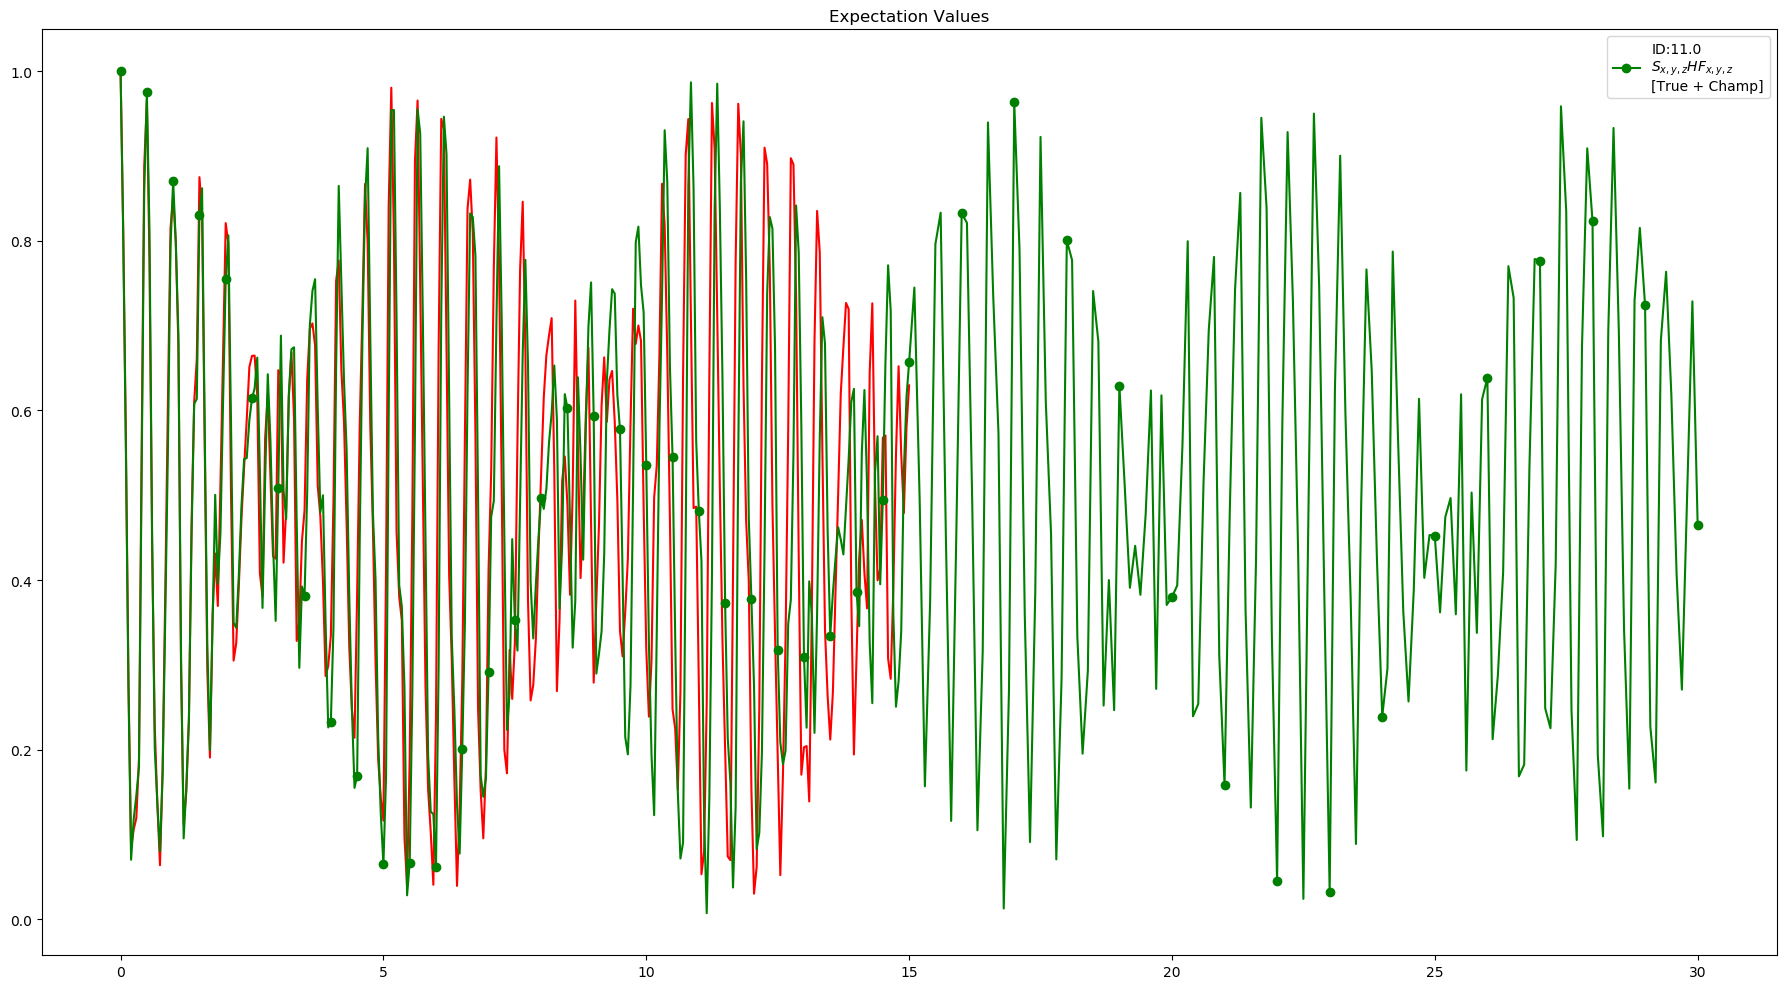 Expectation Values
ID:11.0
S_{x,y,z}HF_{x,y,z}
[True + Champ]
1.0
0.8
0.6
0.4
0.2
0.0
0 5 10 15 20 25 30